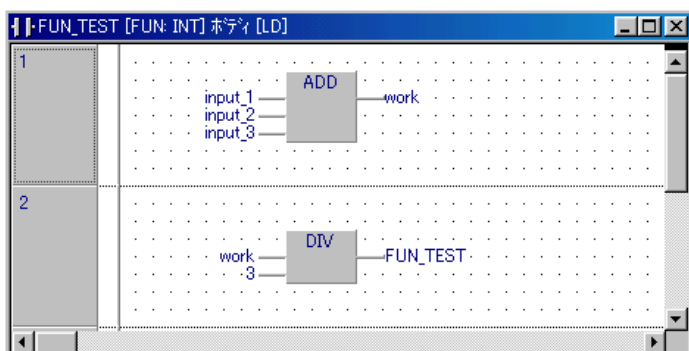 FUN_TEST [FUN: INT] ﾎﾞﾃﾞｨ [LD]
1
ADD
input_1 work
input_2
input_3
2
DIV
work FUN_TEST
3